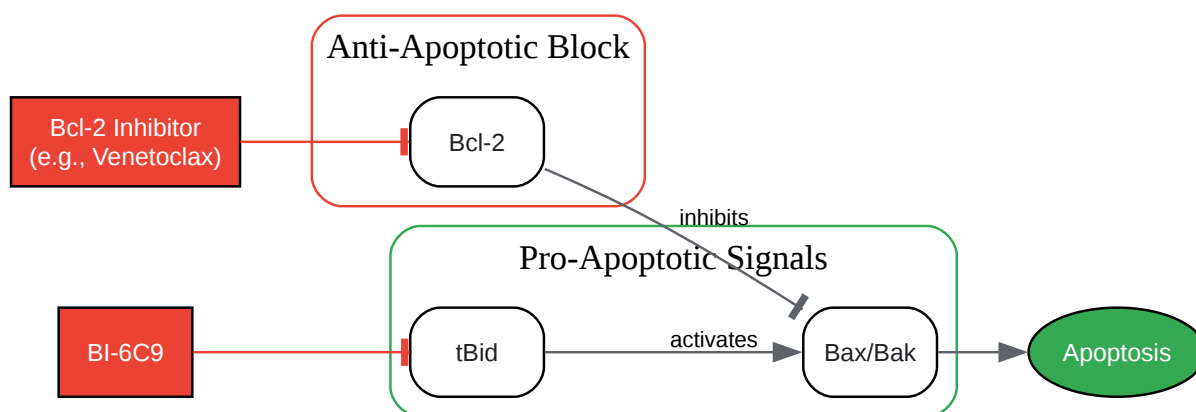 Anti-Apoptotic Block
Bcl-2 Inhibitor
(e.g., Venetoclax)
Bcl-2
inhibits
Pro-Apoptotic Signals
BI-6C9
tBid
activates
Bax/Bak
Apoptosis